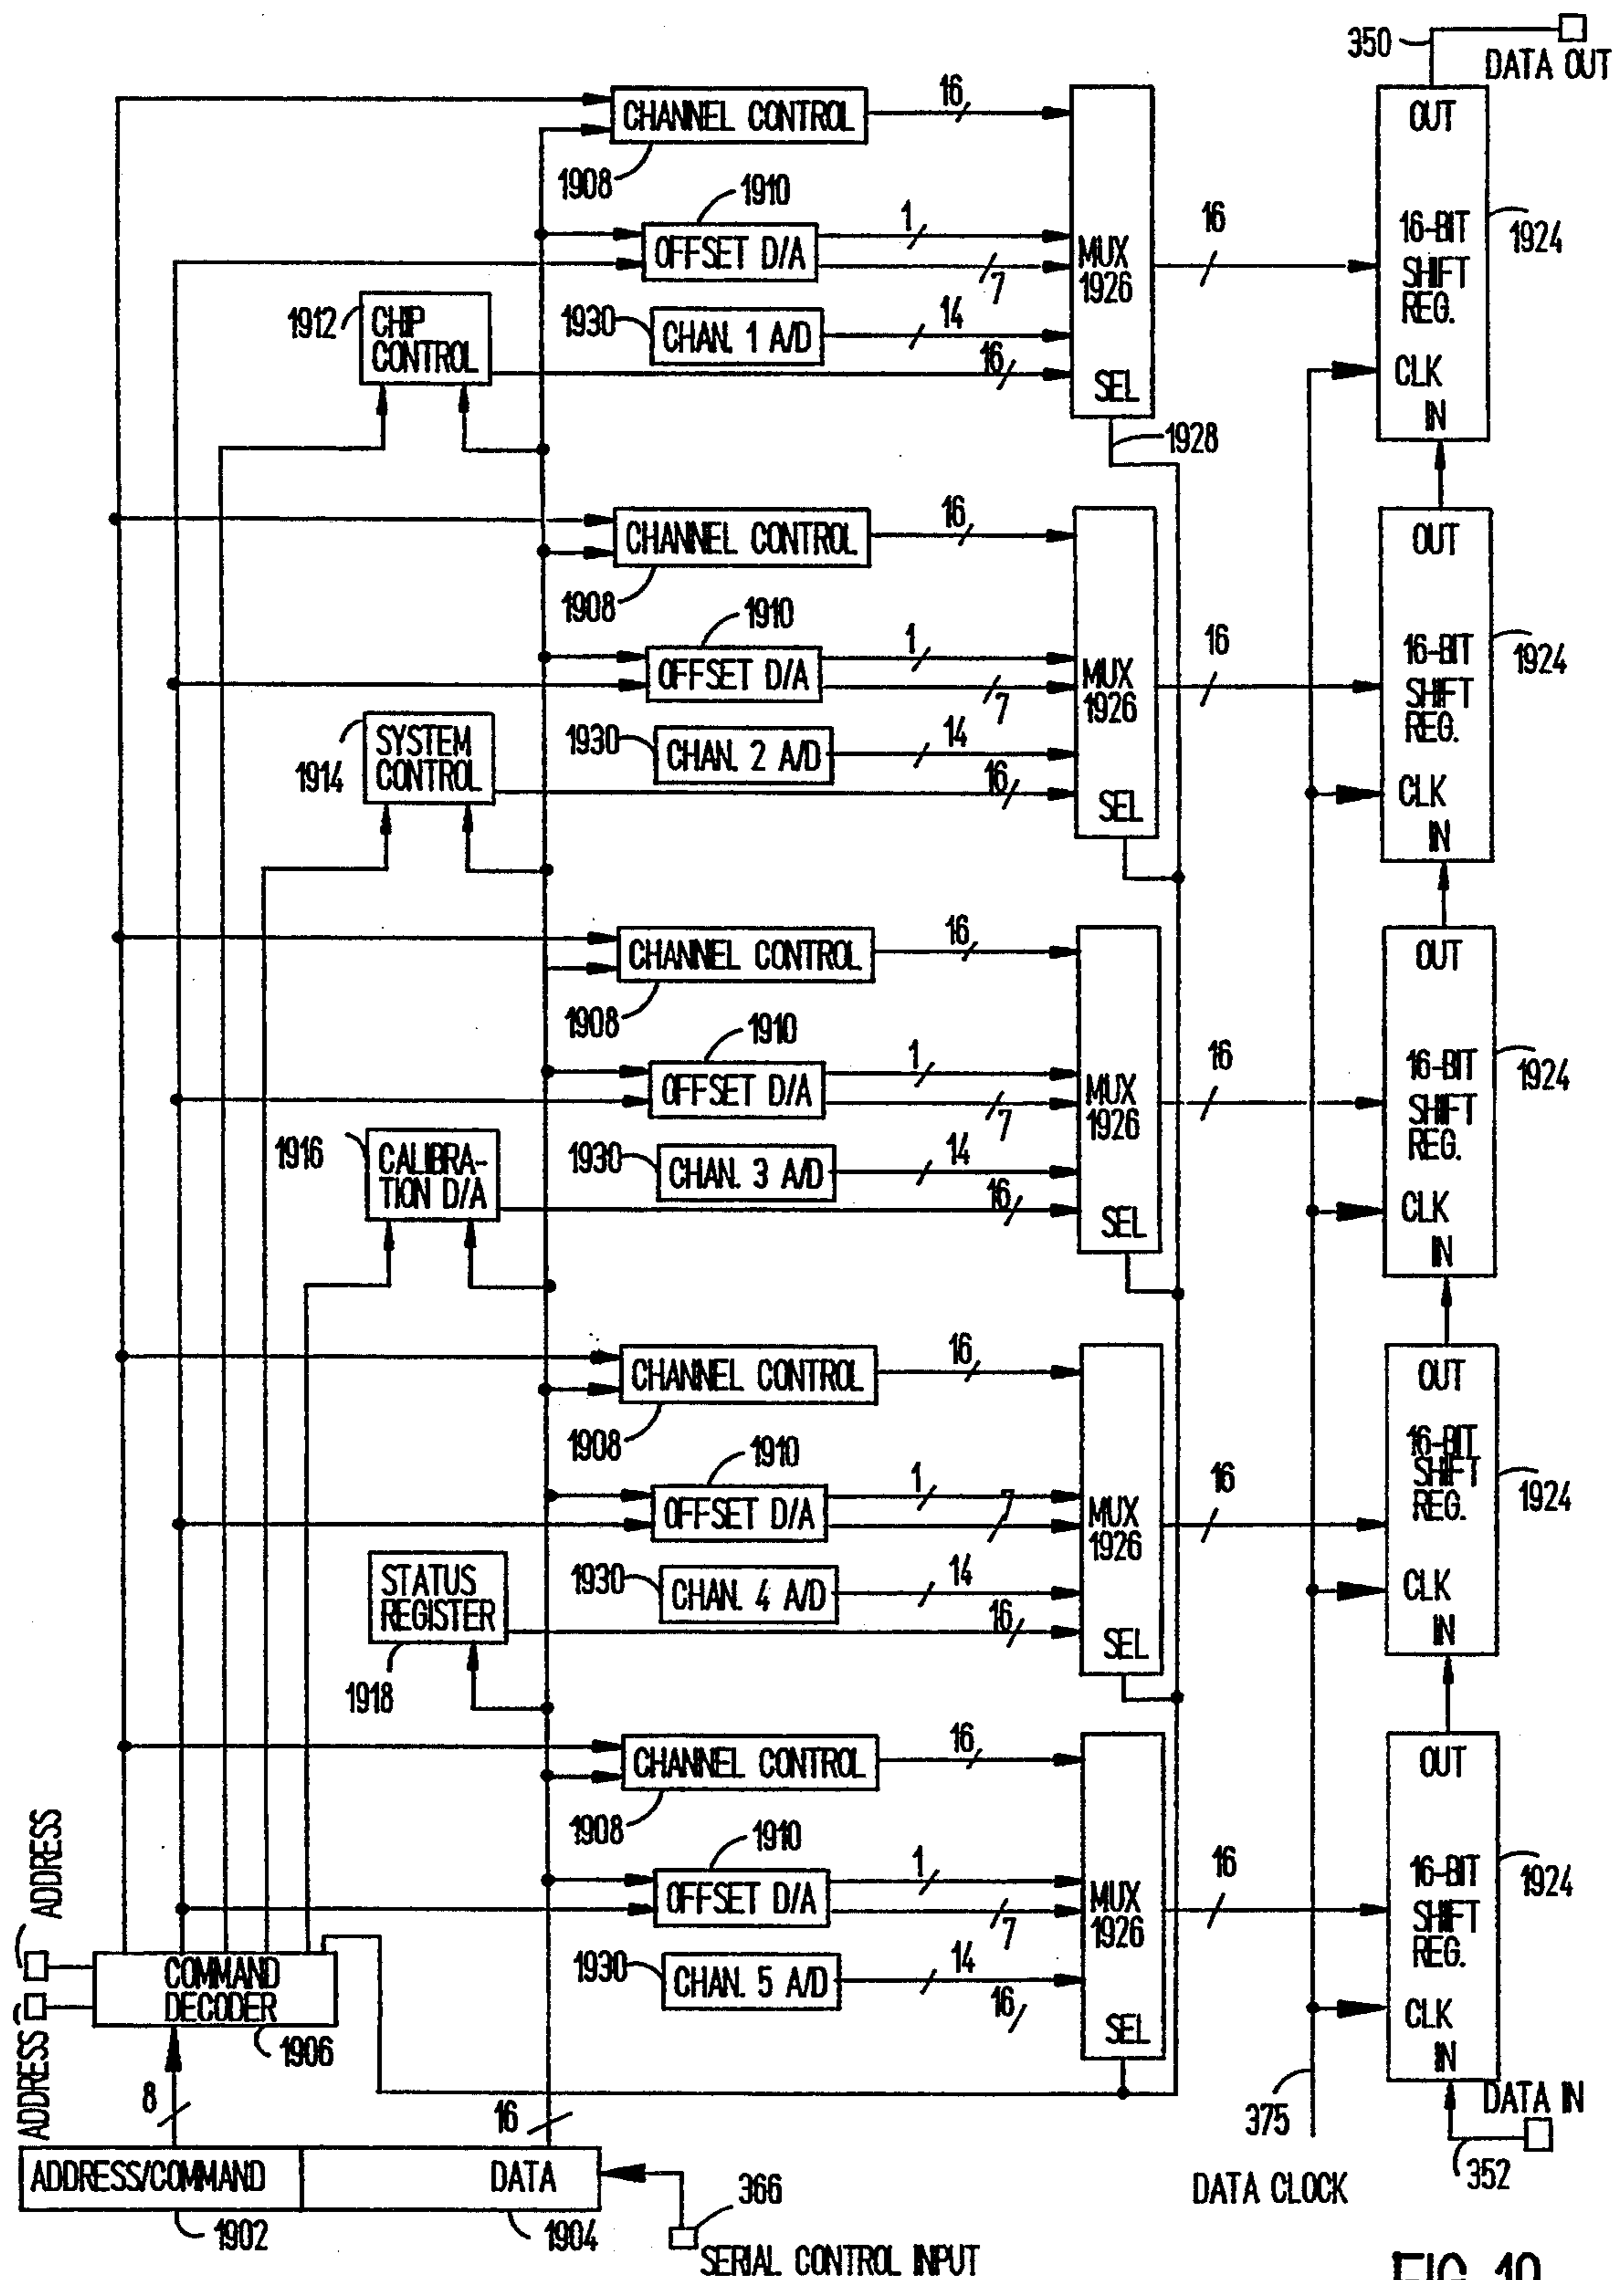 350
DATA OUT
CHANNEL CONTROL
16
OUT
1908
1910
1
16
16-BIT
SHIFT
REG.
1924
OFFSET D/A
7
MUX
1926
1912
CHIP
CONTROL
1930
CHAN. 1 A/D
14
16
SEL
CLK
IN
1928
CHANNEL CONTROL
16
OUT
1908
1910
1
16
16-BIT
SHIFT
REG.
1924
OFFSET D/A
7
MUX
1926
1914
SYSTEM
CONTROL
1930
CHAN. 2 A/D
14
16
SEL
CLK
IN
CHANNEL CONTROL
16
OUT
1908
1910
1
16
16-BIT
SHIFT
REG.
1924
OFFSET D/A
7
MUX
1926
1916
CALIBRA-
TION D/A
1930
CHAN. 3 A/D
14
16
SEL
CLK
IN
CHANNEL CONTROL
16
OUT
1908
1910
1
7
16
16-BIT
SHIFT
REG.
1924
OFFSET D/A
MUX
1926
STATUS
REGISTER
1918
1930
CHAN. 4 A/D
14
16
SEL
CLK
IN
CHANNEL CONTROL
16
OUT
1908
1910
1
16
16-BIT
SHIFT
REG.
1924
OFFSET D/A
7
MUX
1926
1930
CHAN. 5 A/D
14
16
SEL
CLK
IN
ADDRESS
ADDRESS
COMMAND
DECODER
1906
8
16
375
DATA IN
352
ADDRESS/COMMAND
DATA
1902
1904
366
SERIAL CONTROL INPUT
DATA CLOCK
FIG. 19